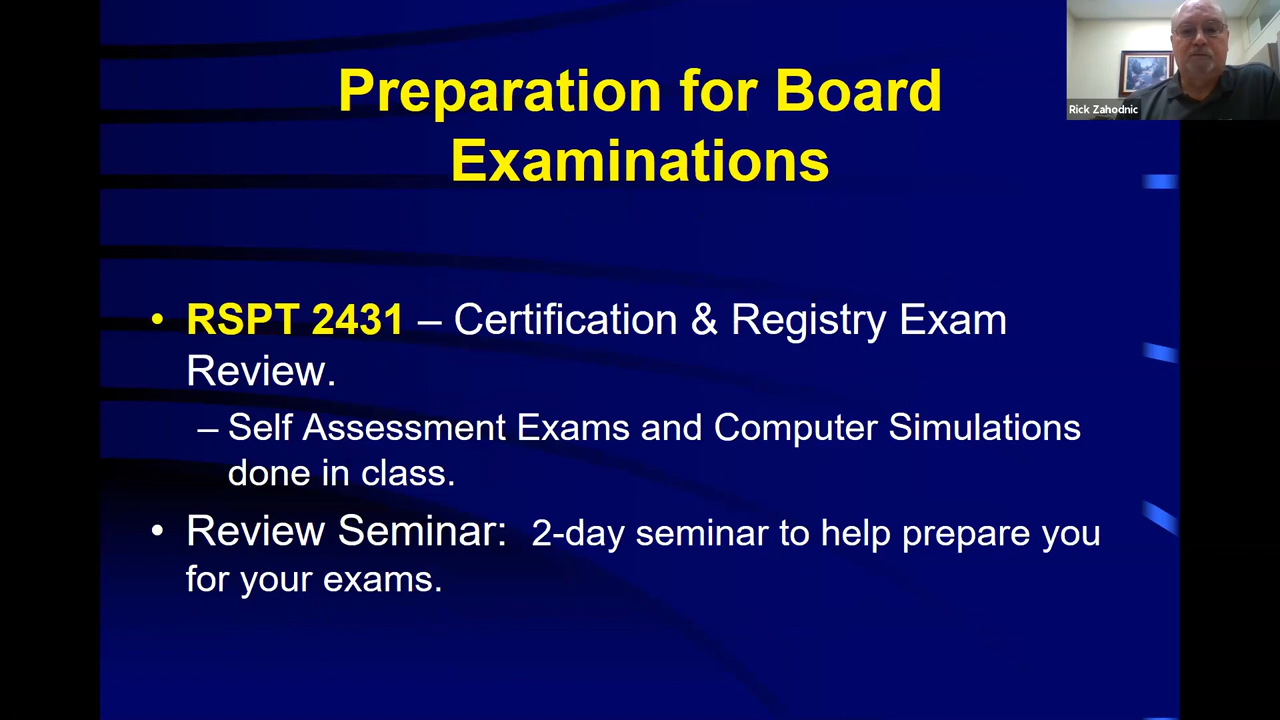 Preparation for Board
Examinations
Rick Zahodnic
• RSPT 2431 – Certification & Registry Exam
Review.
– Self Assessment Exams and Computer Simulations
done in class.
• Review Seminar: 2-day seminar to help prepare you
for your exams.